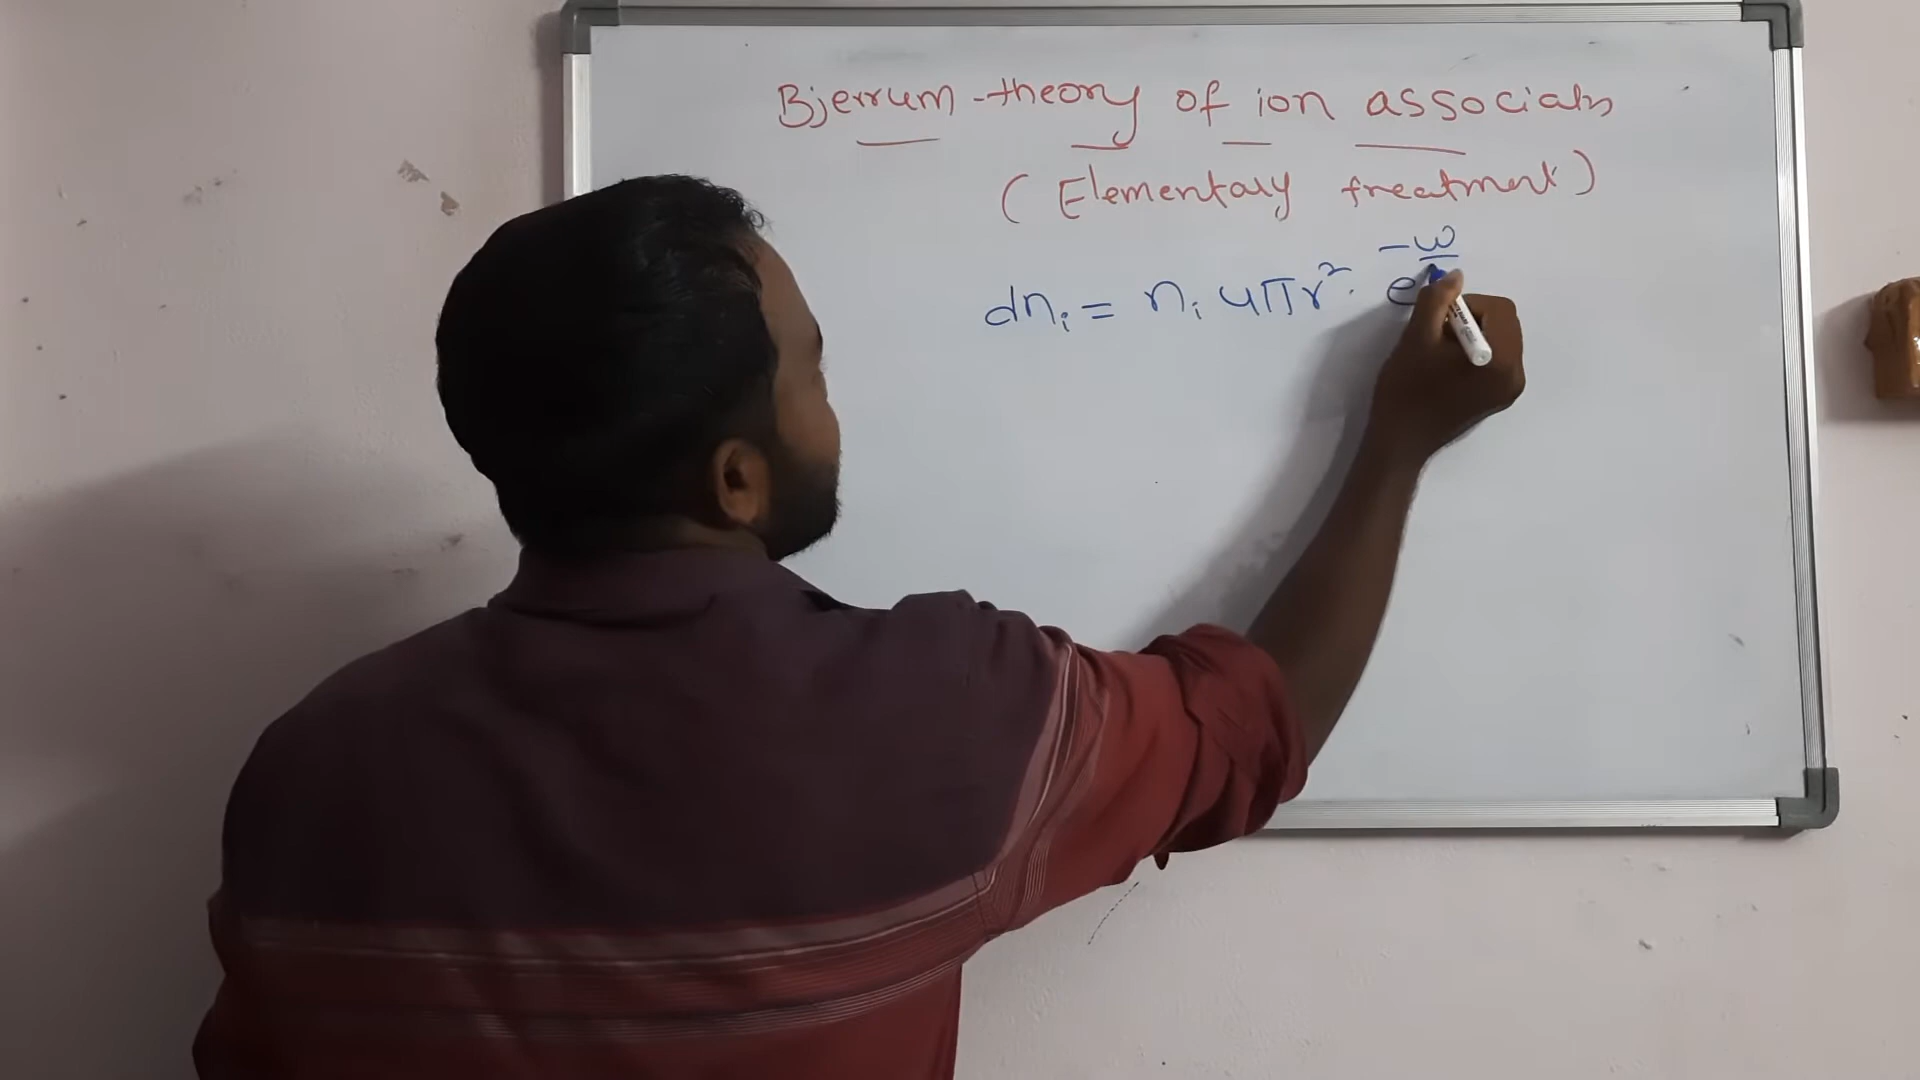 Bjerrum-theory of ion associatn
(Elementary treatment)
dnᵢ = nᵢ 4πr² · e^-w/